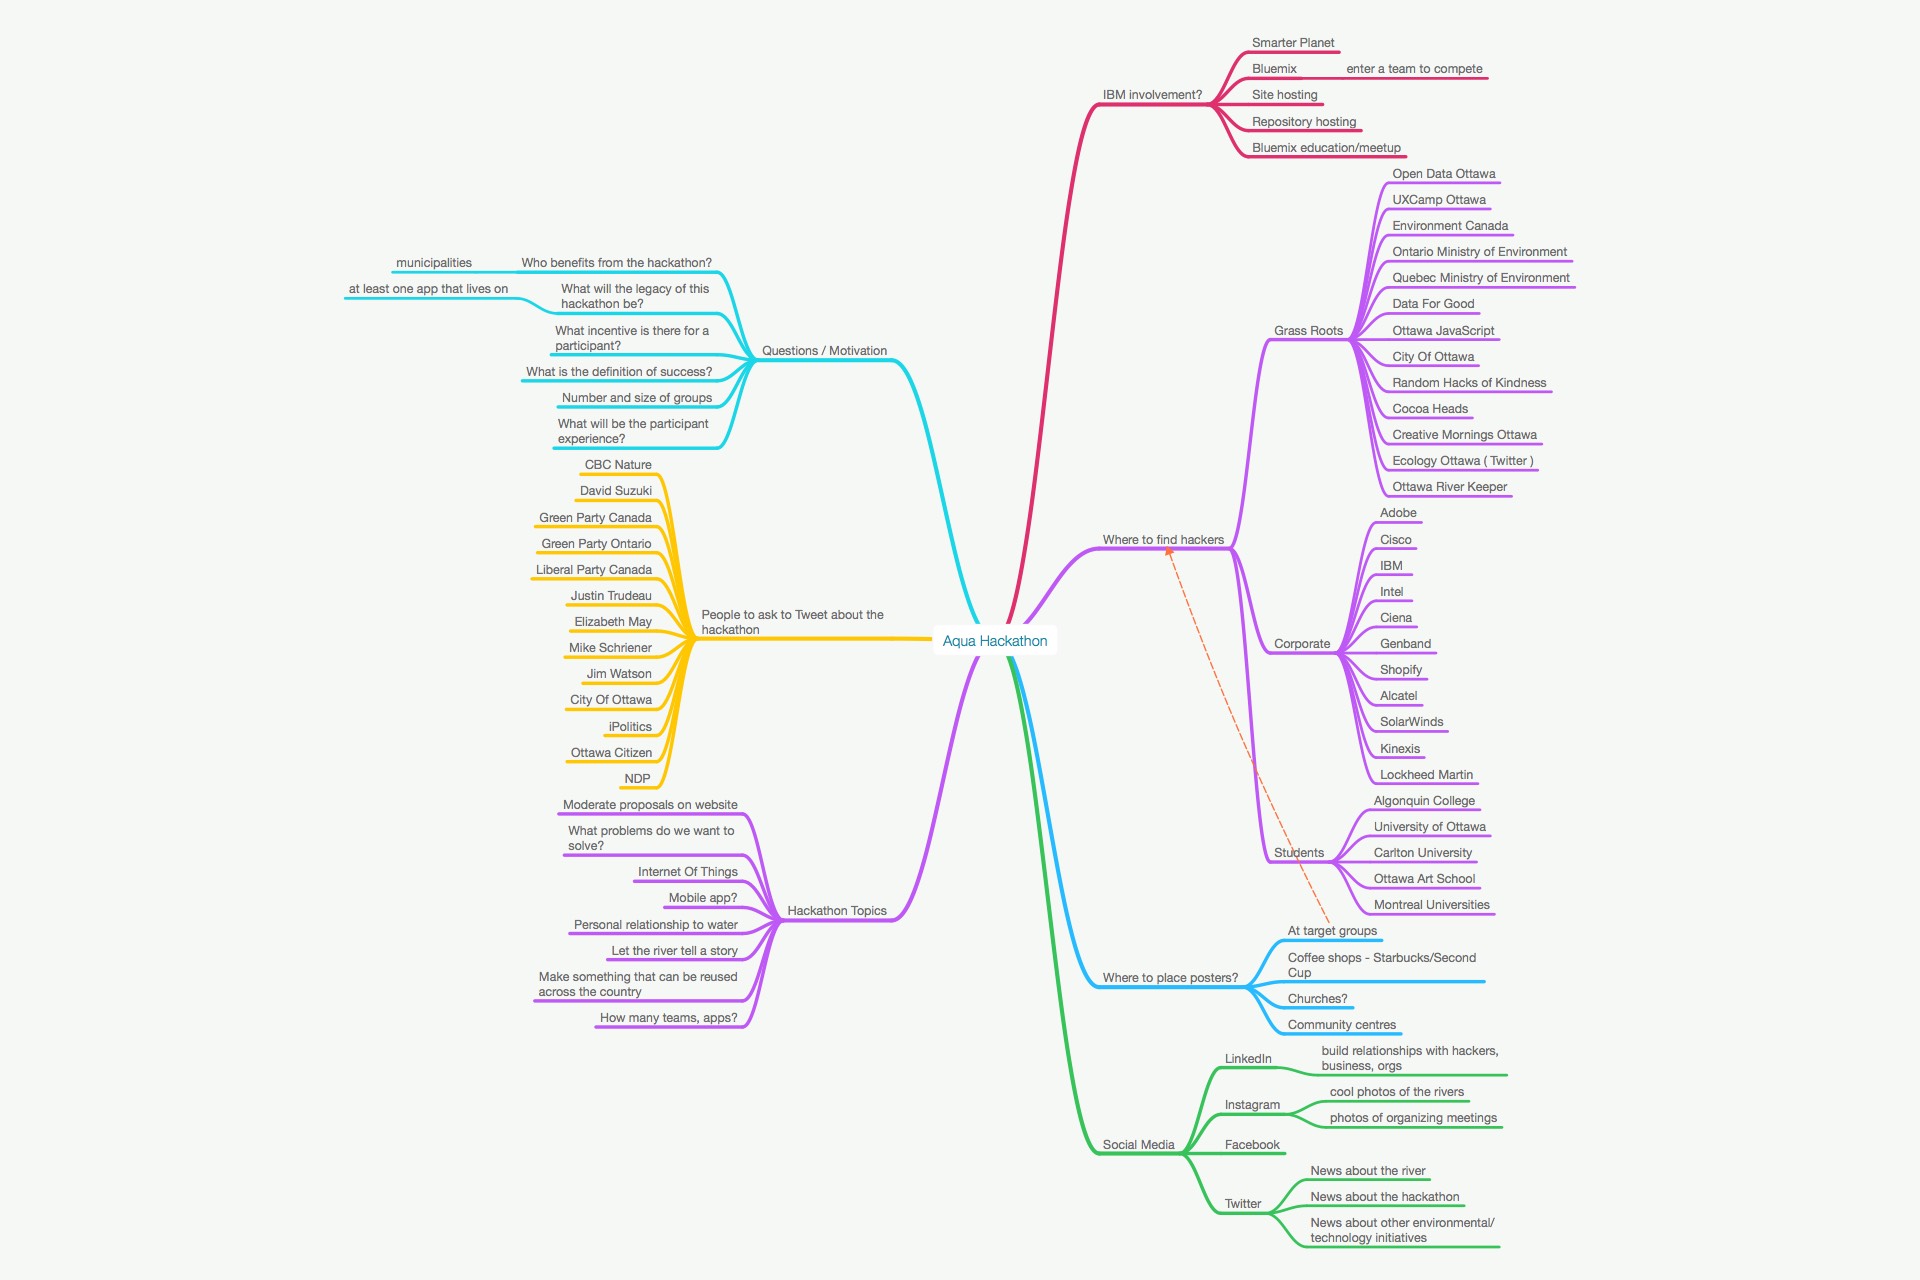 Smarter Planet
Bluemix
enter a team to compete
IBM involvement?
Site hosting
Repository hosting
Bluemix education/meetup
Open Data Ottawa
UXCamp Ottawa
Environment Canada
Ontario Ministry of Environment
Quebec Ministry of Environment
Data For Good
Grass Roots
Ottawa JavaScript
City Of Ottawa
Random Hacks of Kindness
Cocoa Heads
Creative Mornings Ottawa
Ecology Ottawa ( Twitter )
Ottawa River Keeper
Where to find hackers
Adobe
Cisco
IBM
Intel
Ciena
Corporate
Genband
Shopify
Alcatel
SolarWinds
Kinexis
Lockheed Martin
Algonquin College
University of Ottawa
Students
Carlton University
Ottawa Art School
Montreal Universities
Where to place posters?
At target groups
Coffee shops - Starbucks/Second
Cup
Churches?
Community centres
Social Media
LinkedIn
build relationships with hackers,
business, orgs
Instagram
cool photos of the rivers
photos of organizing meetings
Facebook
Twitter
News about the river
News about the hackathon
News about other environmental/
technology initiatives
Aqua Hackathon
Questions / Motivation
municipalities
Who benefits from the hackathon?
at least one app that lives on
What will the legacy of this
hackathon be?
What incentive is there for a
participant?
What is the definition of success?
Number and size of groups
What will be the participant
experience?
People to ask to Tweet about the
hackathon
CBC Nature
David Suzuki
Green Party Canada
Green Party Ontario
Liberal Party Canada
Justin Trudeau
Elizabeth May
Mike Schriener
Jim Watson
City Of Ottawa
iPolitics
Ottawa Citizen
NDP
Hackathon Topics
Moderate proposals on website
What problems do we want to
solve?
Internet Of Things
Mobile app?
Personal relationship to water
Let the river tell a story
Make something that can be reused
across the country
How many teams, apps?